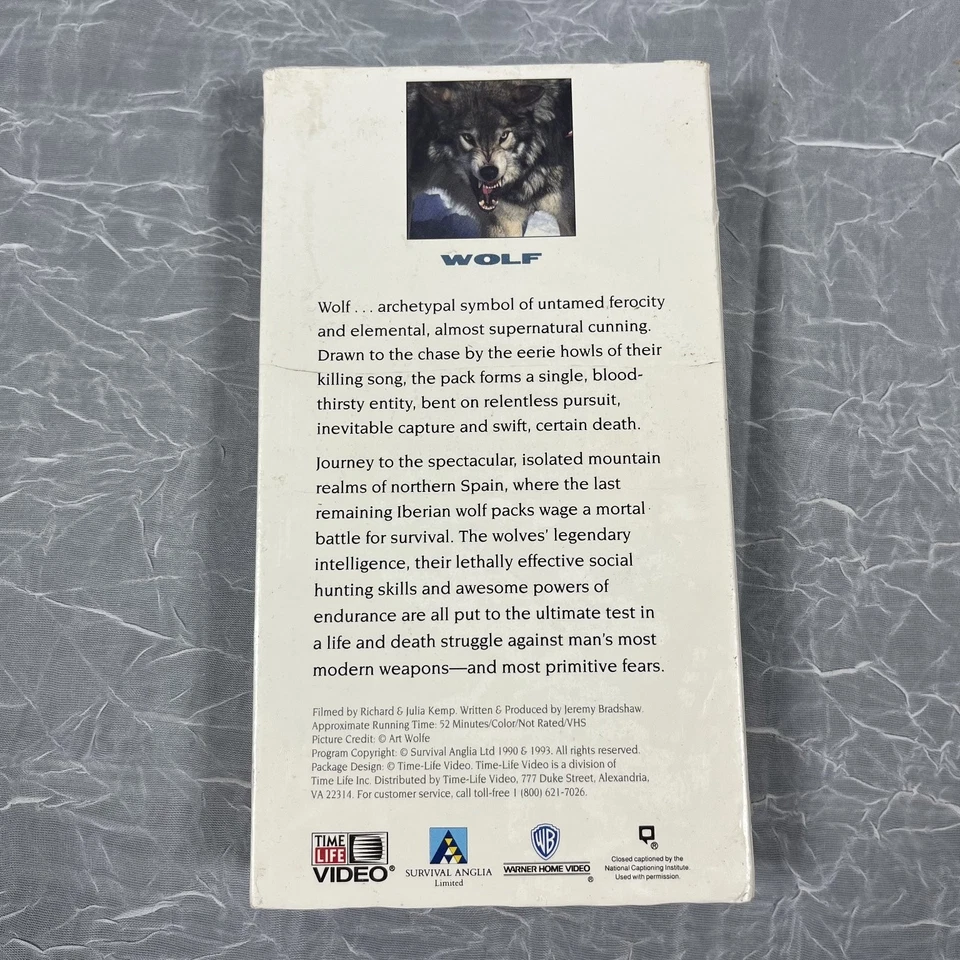 WOLF
Wolf . . . archetypal symbol of untamed ferocity
and elemental, almost supernatural cunning.
Drawn to the chase by the eerie howls of their
killing song, the pack forms a single, blood-
thirsty entity, bent on relentless pursuit,
inevitable capture and swift, certain death.
Journey to the spectacular, isolated mountain
realms of northern Spain, where the last
remaining Iberian wolf packs wage a mortal
battle for survival. The wolves' legendary
intelligence, their lethally effective social
hunting skills and awesome powers of
endurance are all put to the ultimate test in
a life and death struggle against man's most
modern weapons—and most primitive fears.
Filmed by Richard & Julia Kemp. Written & Produced by Jeremy Bradshaw.
Approximate Running Time: 52 Minutes/Color/Not Rated/VHS
Picture Credit: © Art Wolfe
Program Copyright: © Survival Anglia Ltd 1990 & 1993. All rights reserved.
Package Design: © Time-Life Video. Time-Life Video is a division of
Time Life Inc. Distributed by Time-Life Video, 777 Duke Street, Alexandria,
VA 22314. For customer service, call toll-free 1 (800) 621-7026.
TIME
LIFE
VIDEO®
SURVIVAL ANGLIA
Limited
WB
WARNER HOME VIDEO
®
®
Closed captioned by the
National Captioning Institute.
Used with permission.